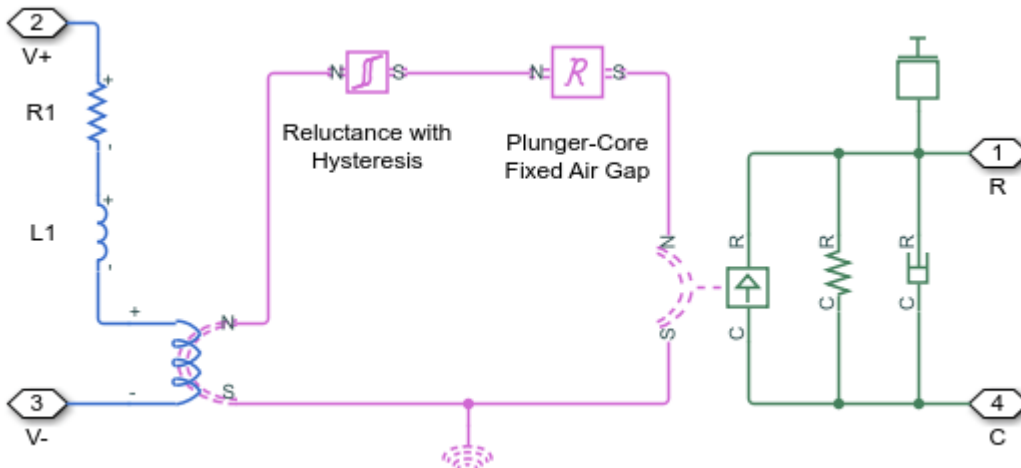 2
V+
R1
+
-
L1
+
-
+
-
3
V-
N
S
N
S
Reluctance with
Hysteresis
N
R
S
Plunger-Core
Fixed Air Gap
N
S
R
C
R
C
R
C
1
R
4
C